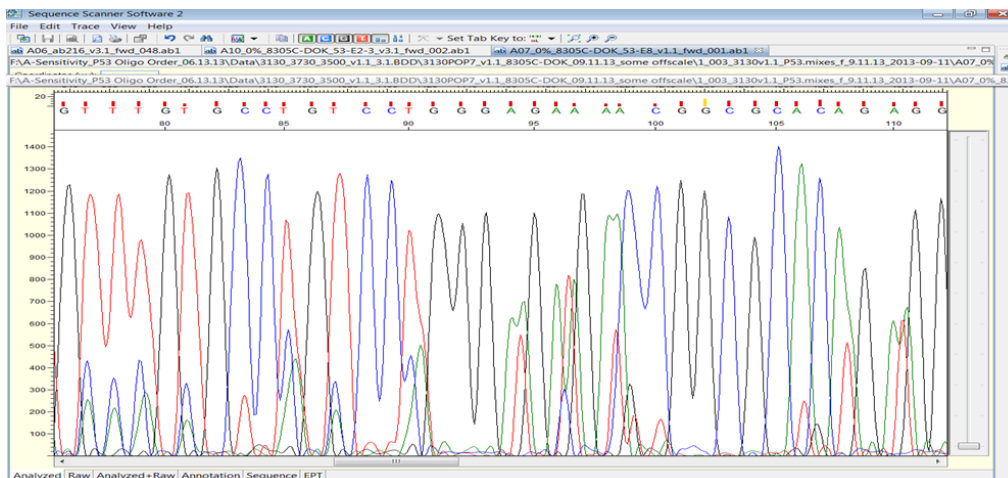 Sequence Scanner Software 2
File Edit Trace View Help
Set Tab Key to:
A06_ab216_v3.1_fwd_048.ab1 A10_0%_8305C-DOK_53-E2-3_v3.1_fwd_002.ab1 A07_0%_8305C-DOK_53-E8_v1.1_fwd_001.ab1
F:\A-Sensitivity_P53 Oligo Order_06.13.13\Data\3130_3730_3500_v1.1_3.1.BDD\3130POP7_v1.1_8305C-DOK_09.11.13_some offscale\1_003_3130v1.1_P53.mixes_f_9.11.13_2013-09-11\A07_0%
F:\A-Sensitivity_P53 Oligo Order_06.13.13\Data\3130_3730_3500_v1.1_3.1.BDD\3130POP7_v1.1_8305C-DOK_09.11.13_some offscale\1_003_3130v1.1_P53.mixes_f_9.11.13_2013-09-11\A07_0%_8
20
G T T T G T G C C T G T C C T G G G A G A A A C G G C G C A C A G A G G
80 85 90 95 100 105 110
1400
1300
1200
1100
1000
900
800
700
600
500
400
300
200
100
Analyzed Raw Analyzed+Raw Annotation Sequence EPT